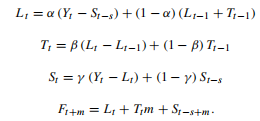 Lₜ = α (Yₜ − Sₜ₋ₛ) + (1 − α) (Lₜ₋₁ + Tₜ₋₁)
Tₜ = β (Lₜ − Lₜ₋₁) + (1 − β) Tₜ₋₁
Sₜ = γ (Yₜ − Lₜ) + (1 − γ) Sₜ₋ₛ
Fₜ₊ₘ = Lₜ + Tₜm + Sₜ₋ₛ₊ₘ.